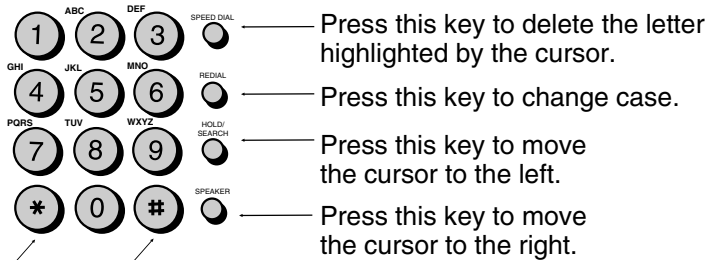 ABC DEF SPEED DIAL
1 2 3
Press this key to delete the letter
highlighted by the cursor.
GHI JKL MNO REDIAL
4 5 6
Press this key to change case.
PQRS TUV WXYZ HOLD/
SEARCH
7 8 9
Press this key to move
the cursor to the left.
SPEAKER
* 0 #
Press this key to move
the cursor to the right.